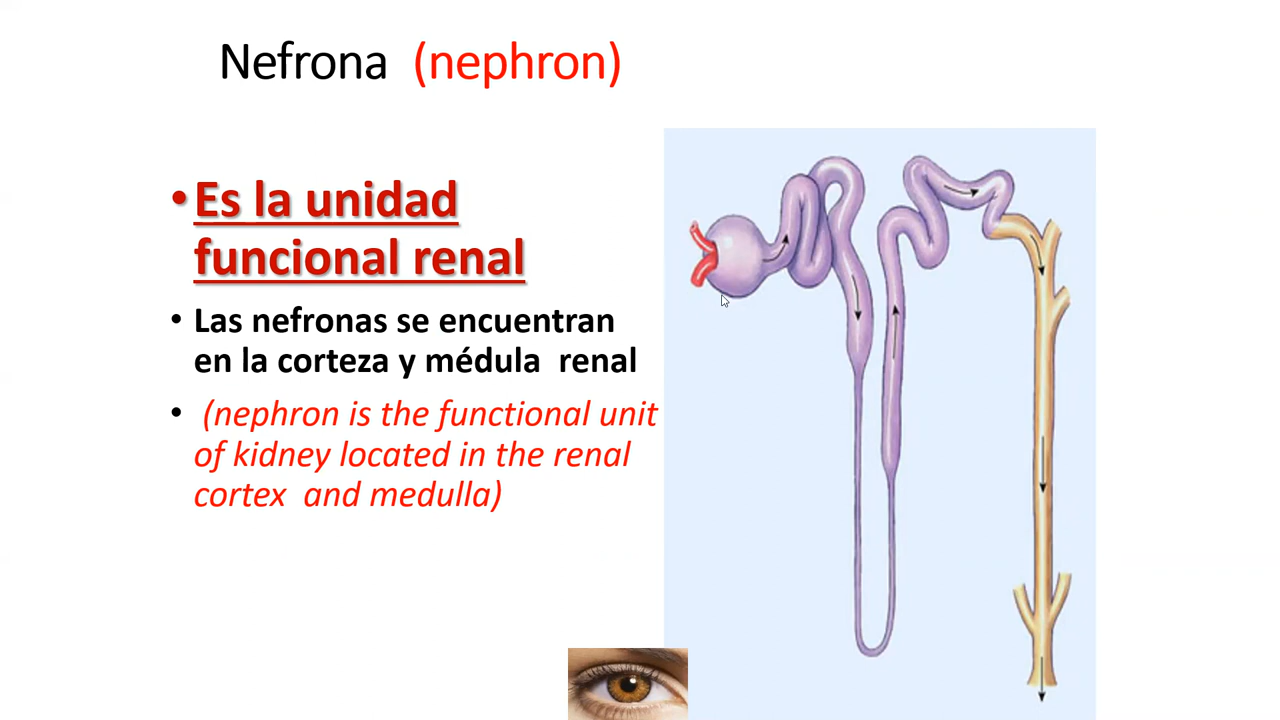 Nefrona (nephron)
• Es la unidad
funcional renal
• Las nefronas se encuentran
en la corteza y médula renal
• (nephron is the functional unit
of kidney located in the renal
cortex and medulla)